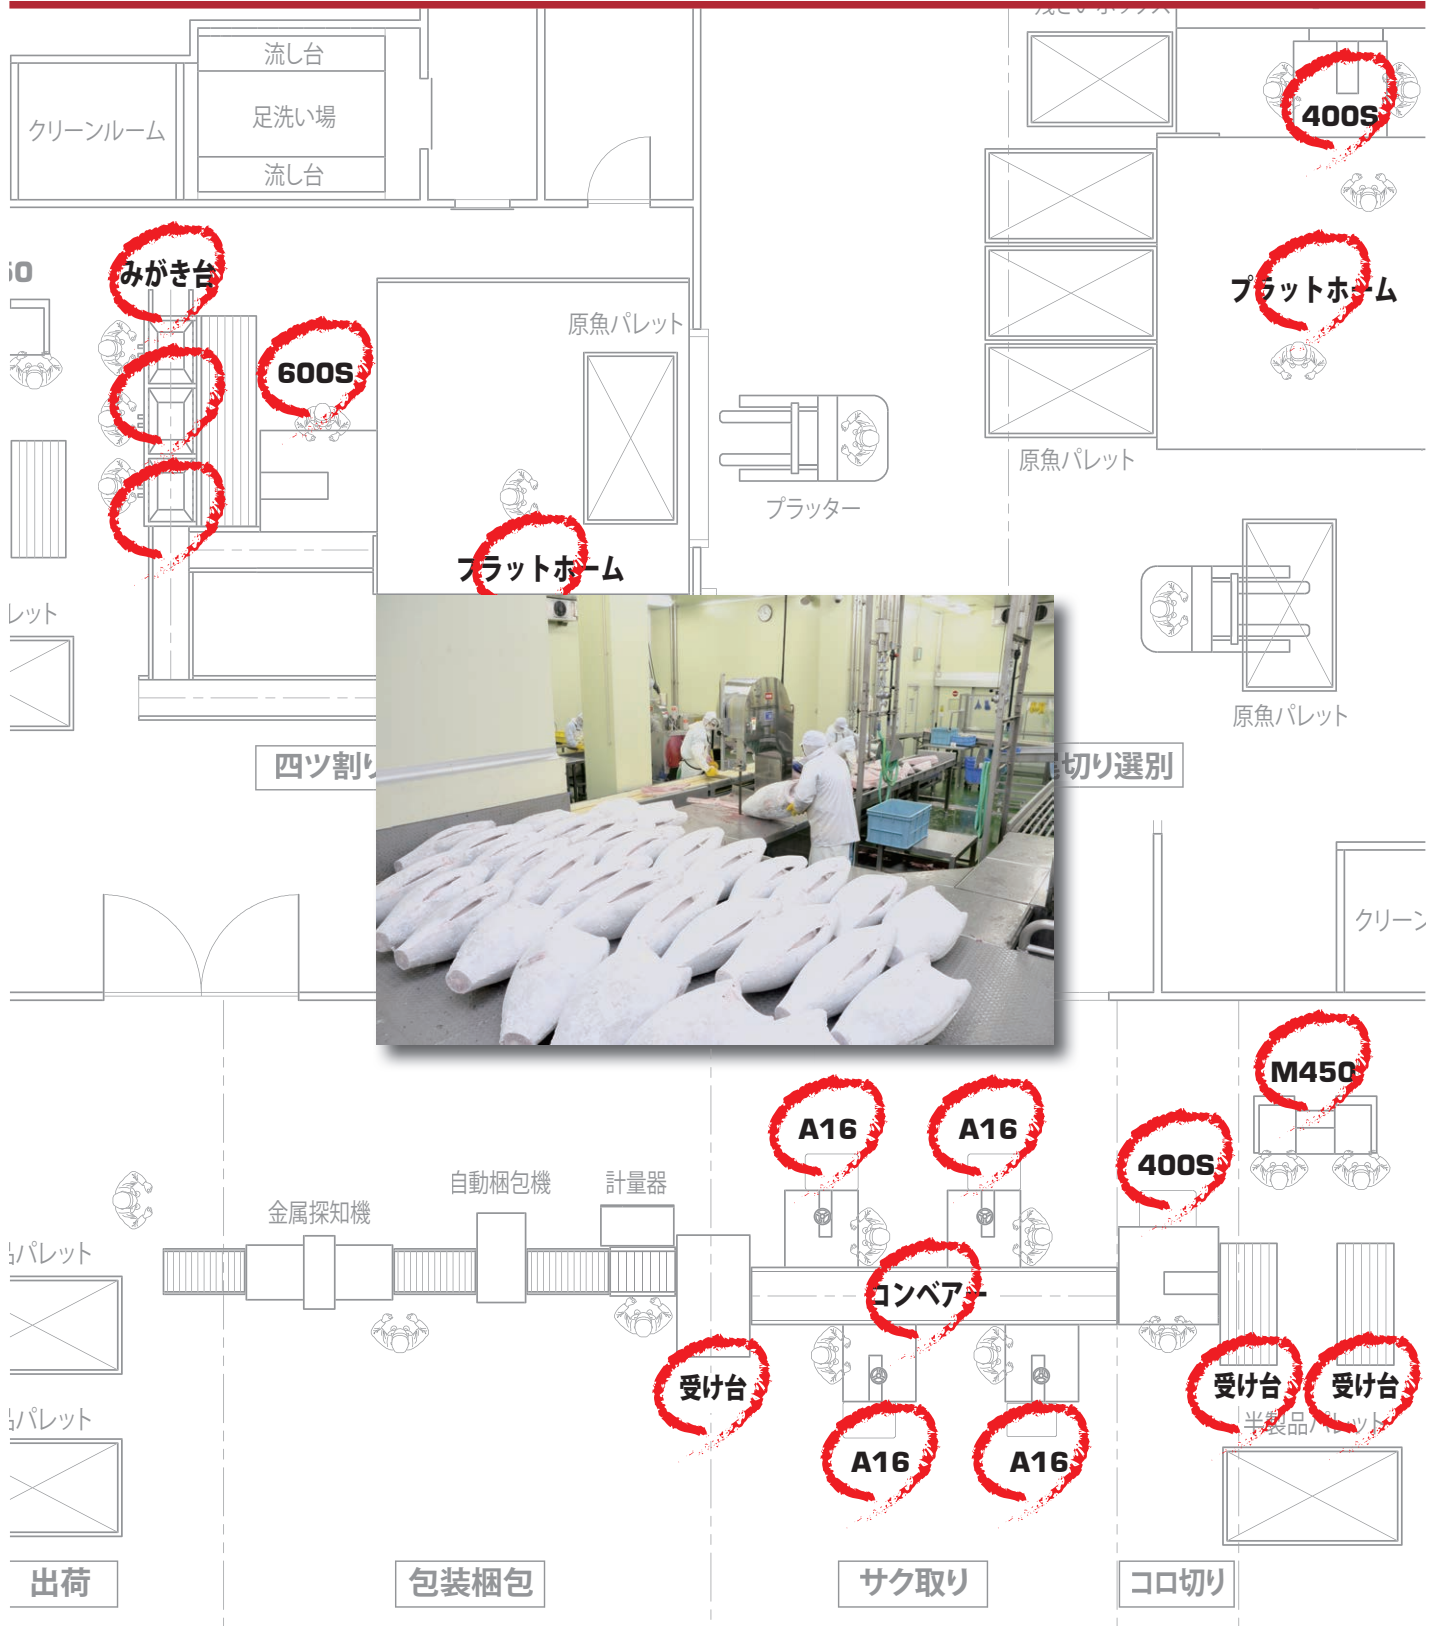 流し台
クリーンルーム
足洗い場
400S
流し台
みがき台
プラットホーム
原魚パレット
600S
原魚パレット
プラッター
プラットホーム
レット
原魚パレット
四ツ割り
切り選別
クリーン
M450
A16
A16
400S
自動梱包機
計量器
金属探知機
パレット
コンベアー
受け台
受け台
受け台
パレット
半製品パレット
A16
A16
出荷
包装梱包
サク取り
コロ切り